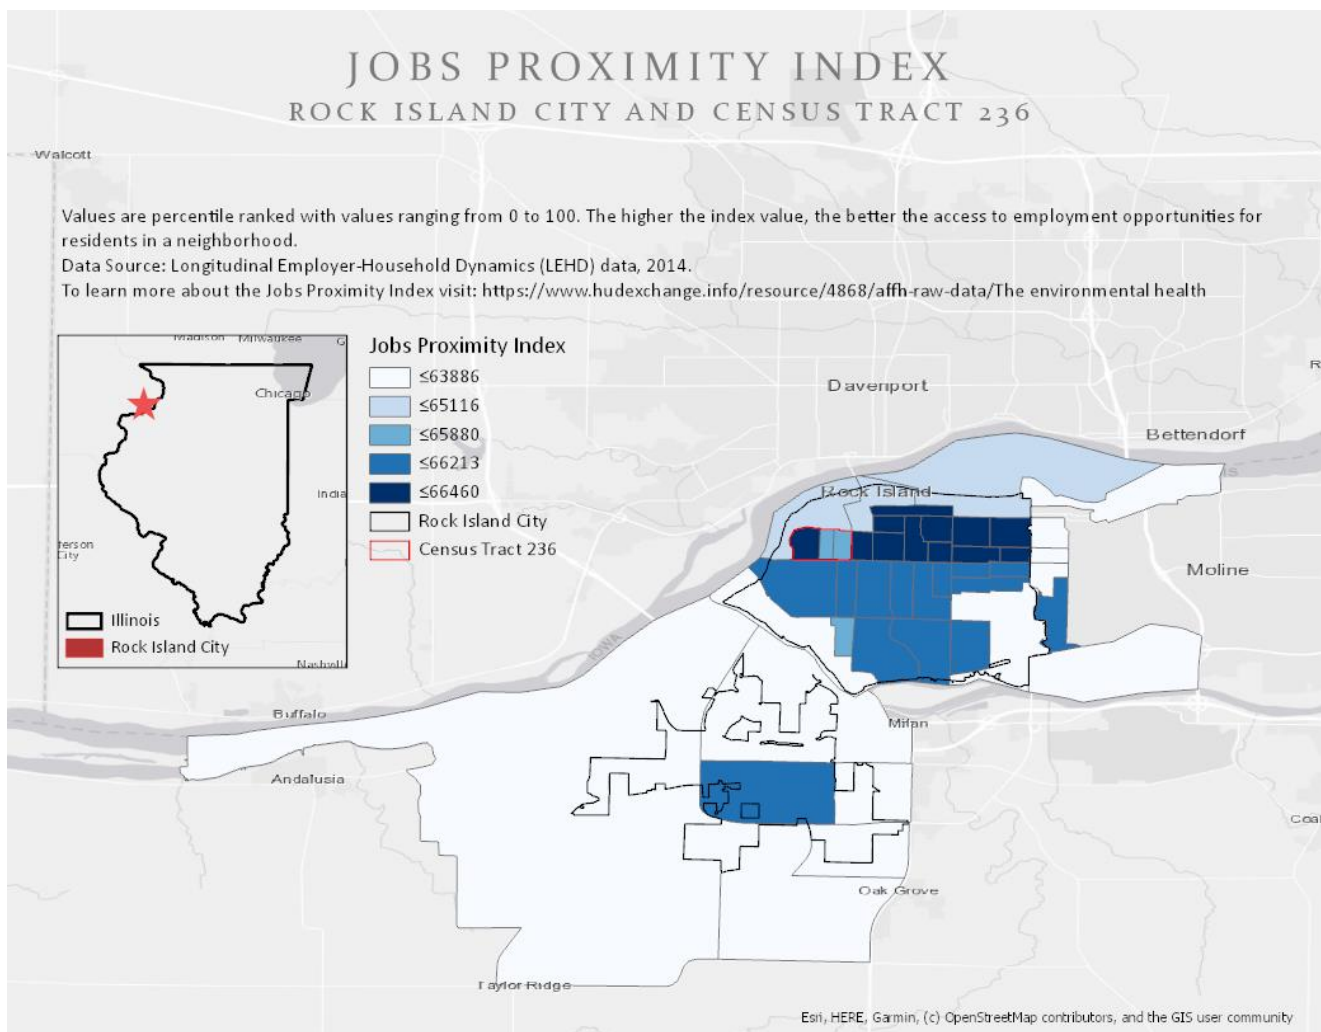 JOBS PROXIMITY INDEX
ROCK ISLAND CITY AND CENSUS TRACT 236
Walcott
Values are percentile ranked with values ranging from 0 to 100. The higher the index value, the better the access to employment opportunities for
residents in a neighborhood.
Data Source: Longitudinal Employer-Household Dynamics (LEHD) data, 2014.
To learn more about the Jobs Proximity Index visit: https://www.hudexchange.info/resource/4868/affh-raw-data/The environmental health
Madison Milwaukee G
Chicago
India
ferson
City
Nashvill
Illinois
Rock Island City
Jobs Proximity Index
≤63886
≤65116
≤65880
≤66213
≤66460
Rock Island City
Census Tract 236
Davenport
R
Bettendorf
IS
Rock Island
Moline
IOWA
Buffalo
Milan
Andalusia
Coal
Oak Grove
Taylor Ridge
Esri, HERE, Garmin, (c) OpenStreetMap contributors, and the GIS user community